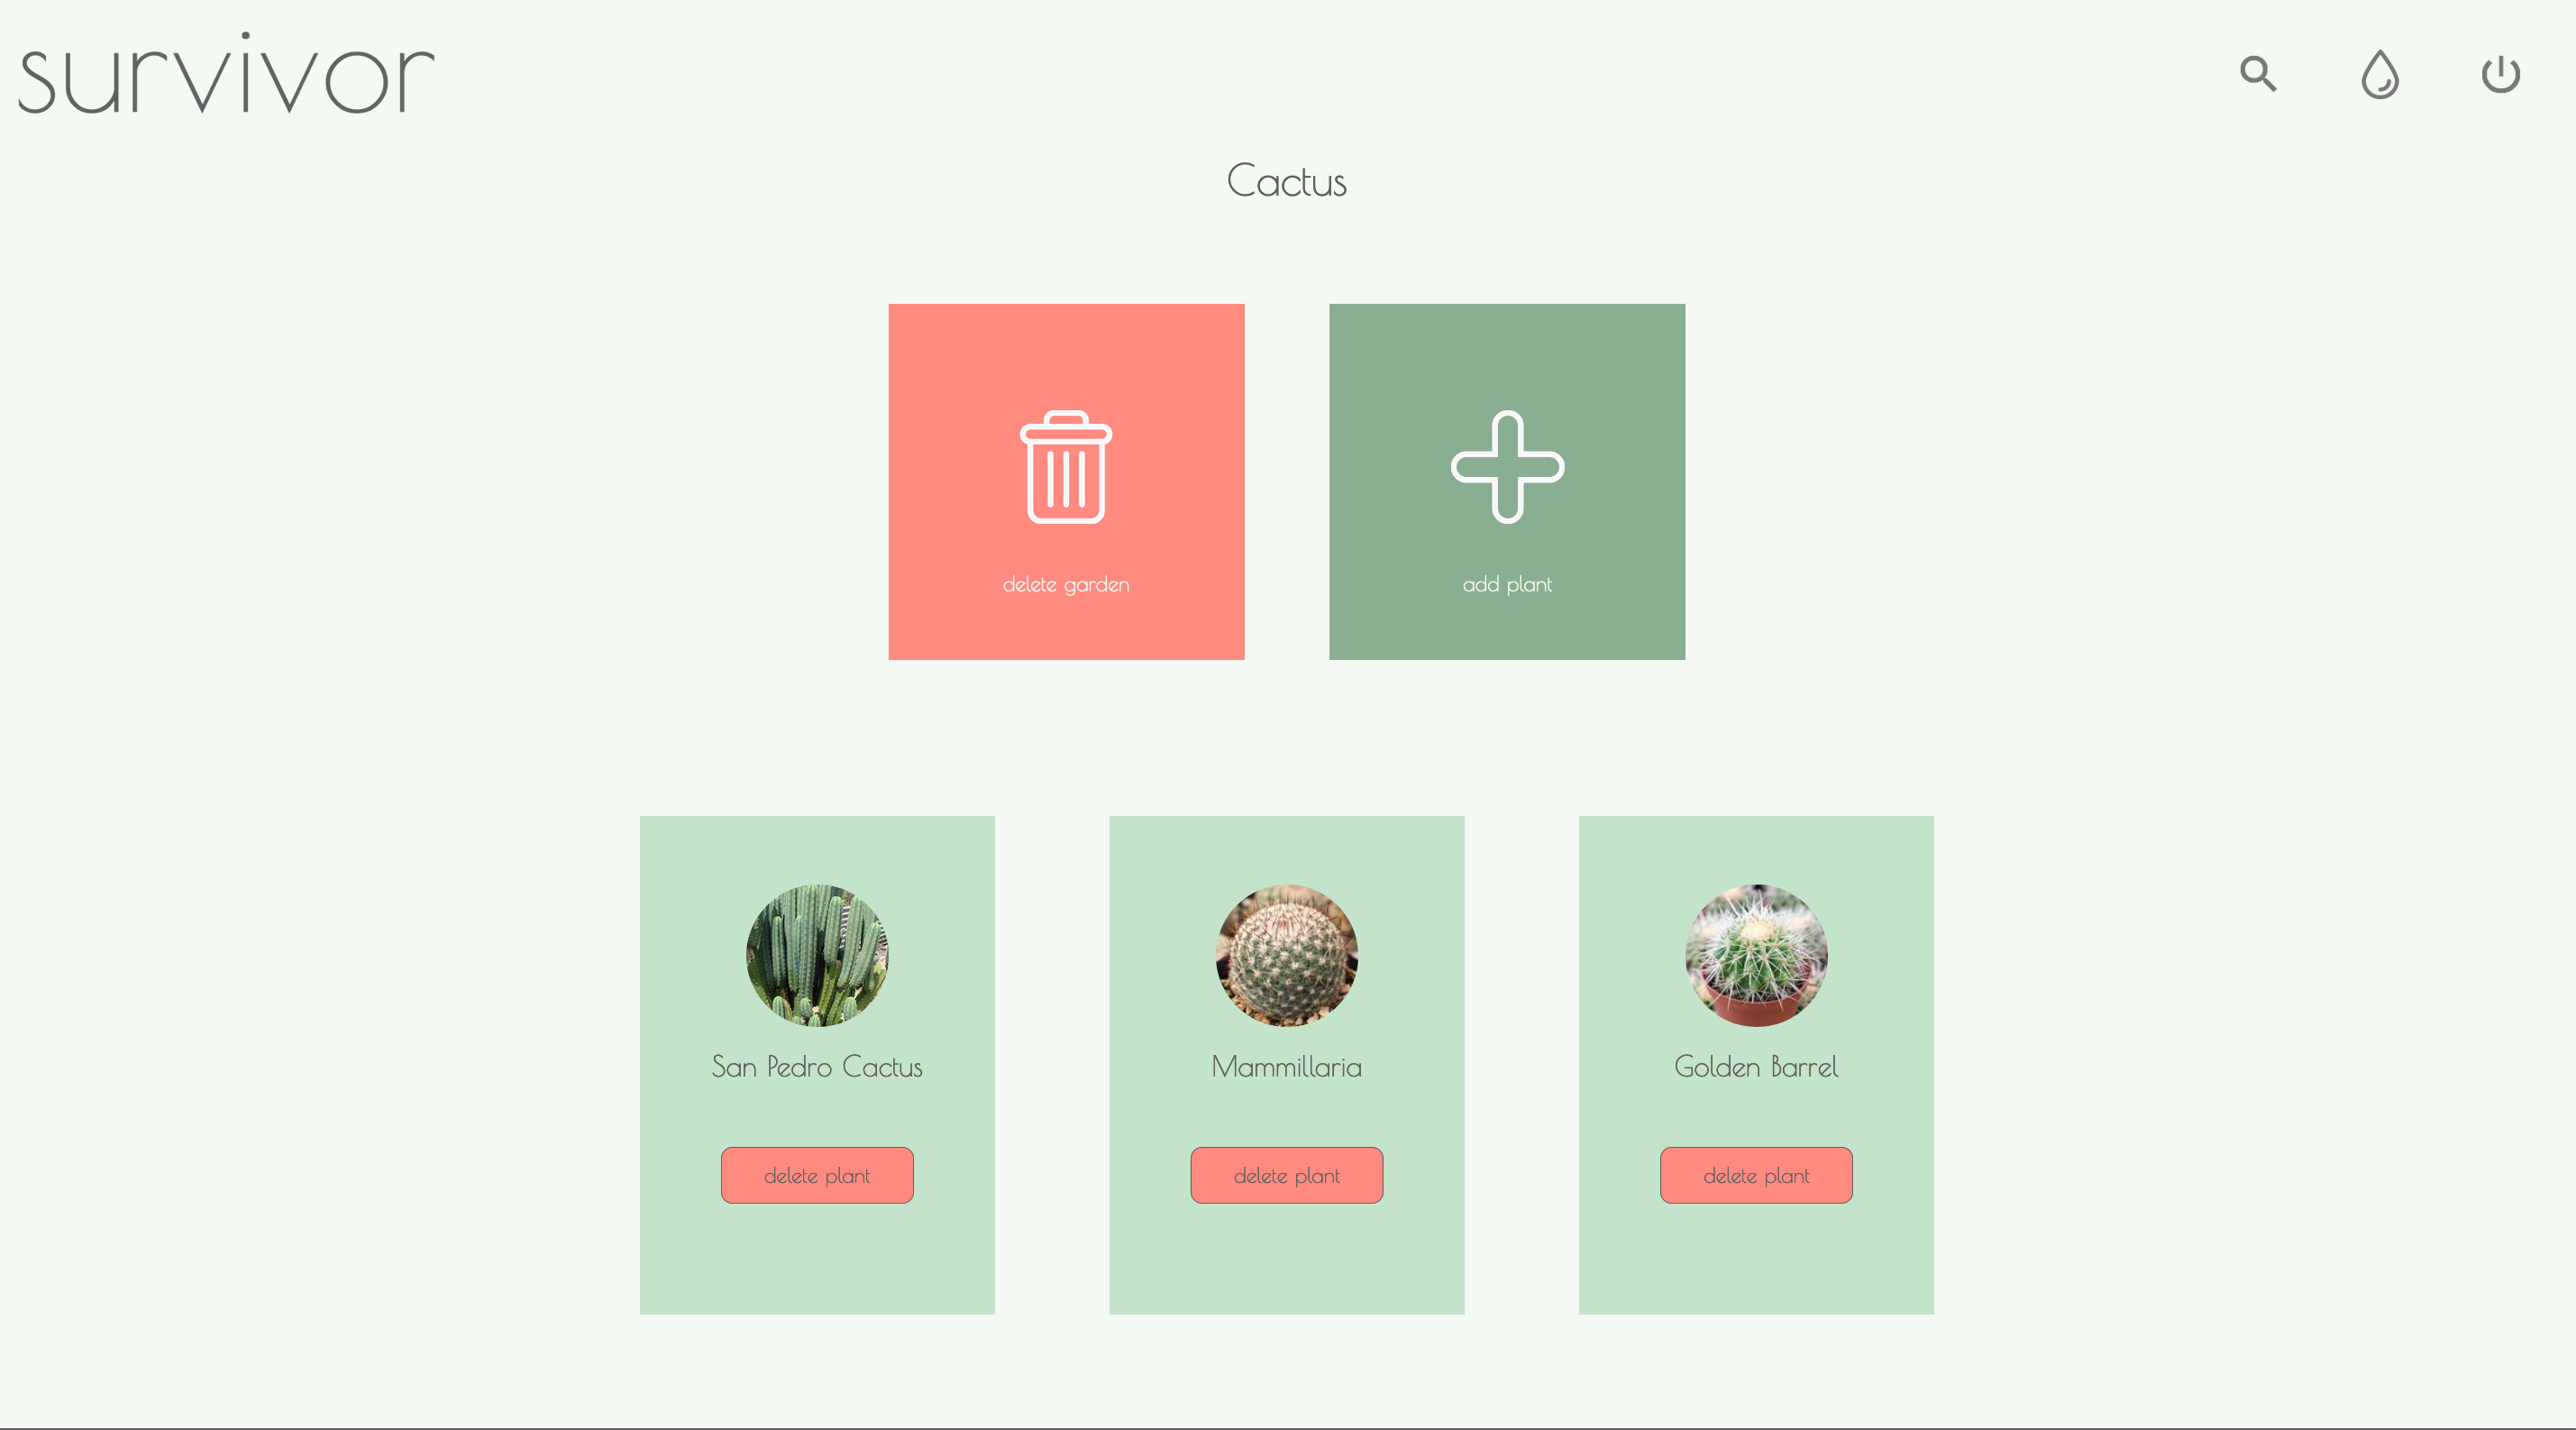 survivor
Cactus
delete garden
add plant
San Pedro Cactus
Mammillaria
Golden Barrel
delete plant
delete plant
delete plant